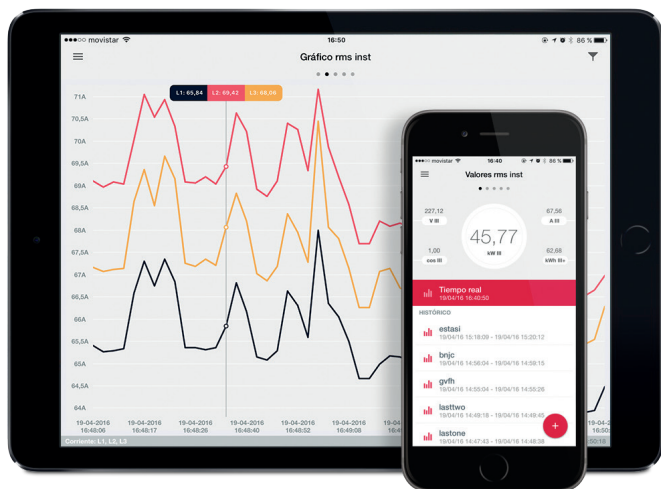 movistar 16:50 86 %
Gráfico rms inst
L1: 65,84 L2: 69,42 L3: 68,06
71A
70,5A
70A
69,5A
69A
68,5A
68A
67,5A
67A
66,5A
66A
65,5A
65A
64,5A
64A
19-04-2016 19-04-2016 19-04-2016 19-04-2016 19-04-2016 19-04-2016 19-04-2016
16:48:06 16:48:17 16:48:26 16:48:40 16:48:52 16:49:08 16:49
Corriente: L1, L2, L3
movistar 16:40 86 %
Valores rms inst
227,12
V III
67,56
A III
45,77
kW III
1,00
cos III
62,68
kWh III+
Tiempo real
19/04/16 16:40:50
HISTÓRICO
estasi
19/04/16 15:18:09 - 19/04/16 15:20:12
bnjc
19/04/16 14:56:04 - 19/04/16 14:59:15
gvfh
19/04/16 14:55:04 - 19/04/16 14:55:26
lasttwo
19/04/16 14:49:18 - 19/04/16 14:49:45
lastone
19/04/16 14:47:43 - 19/04/16 14:48:38
+